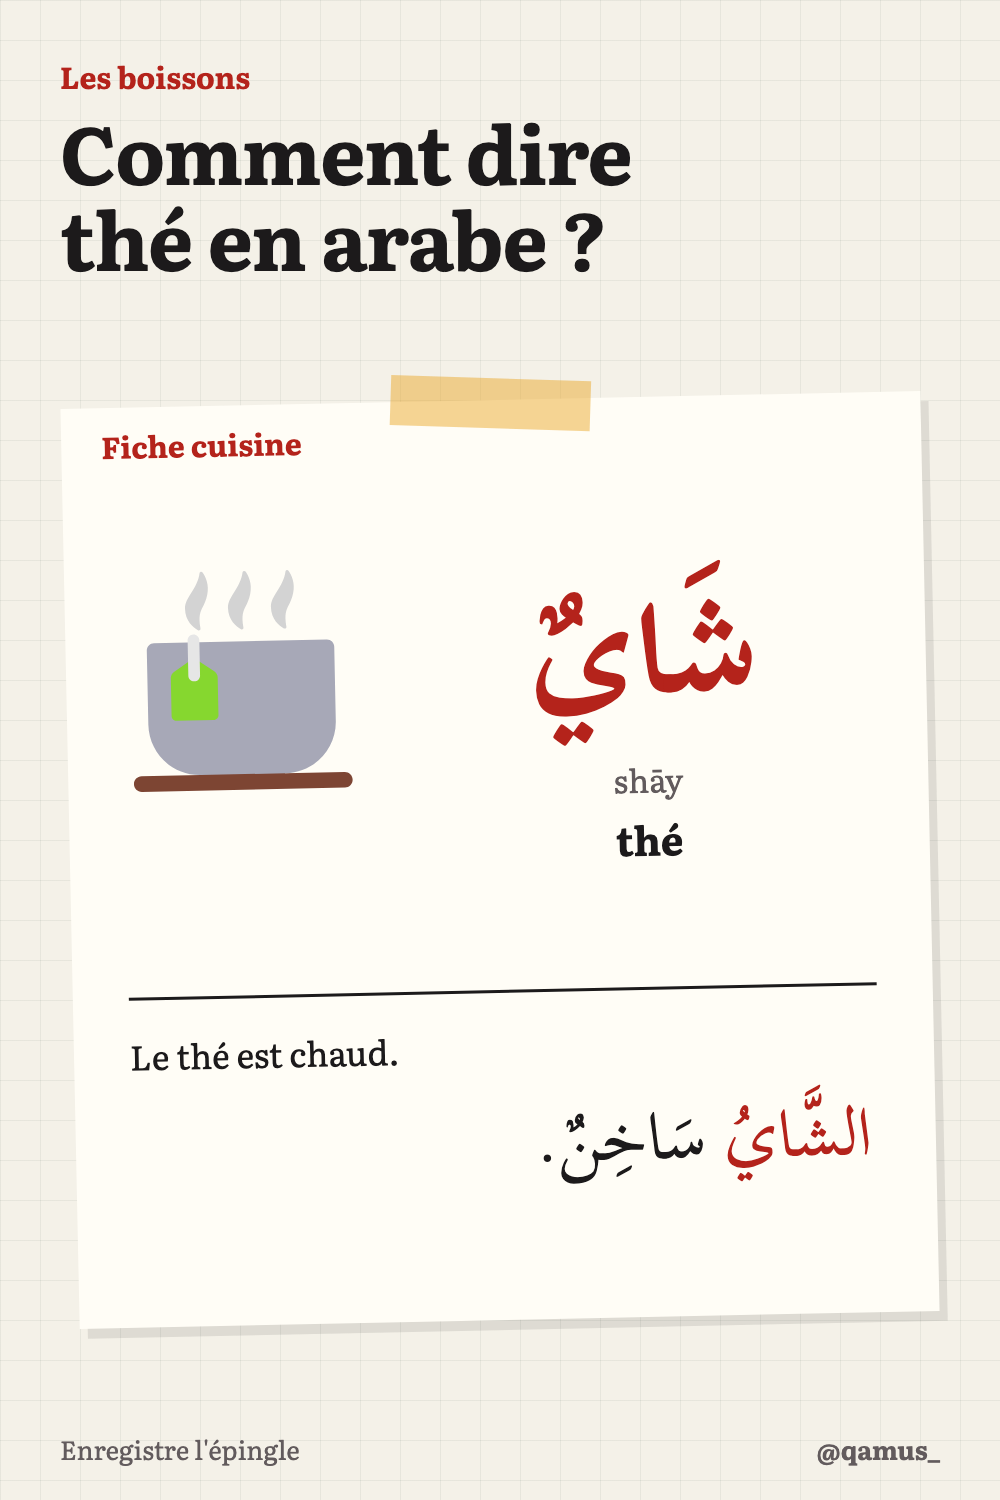 Les boissons
Comment dire
thé en arabe ?
Fiche cuisine
شَايٌ
shāy
thé
Le thé est chaud.
الشَّايُ سَاخِنٌ.
Enregistre l'épingle
@qamus_